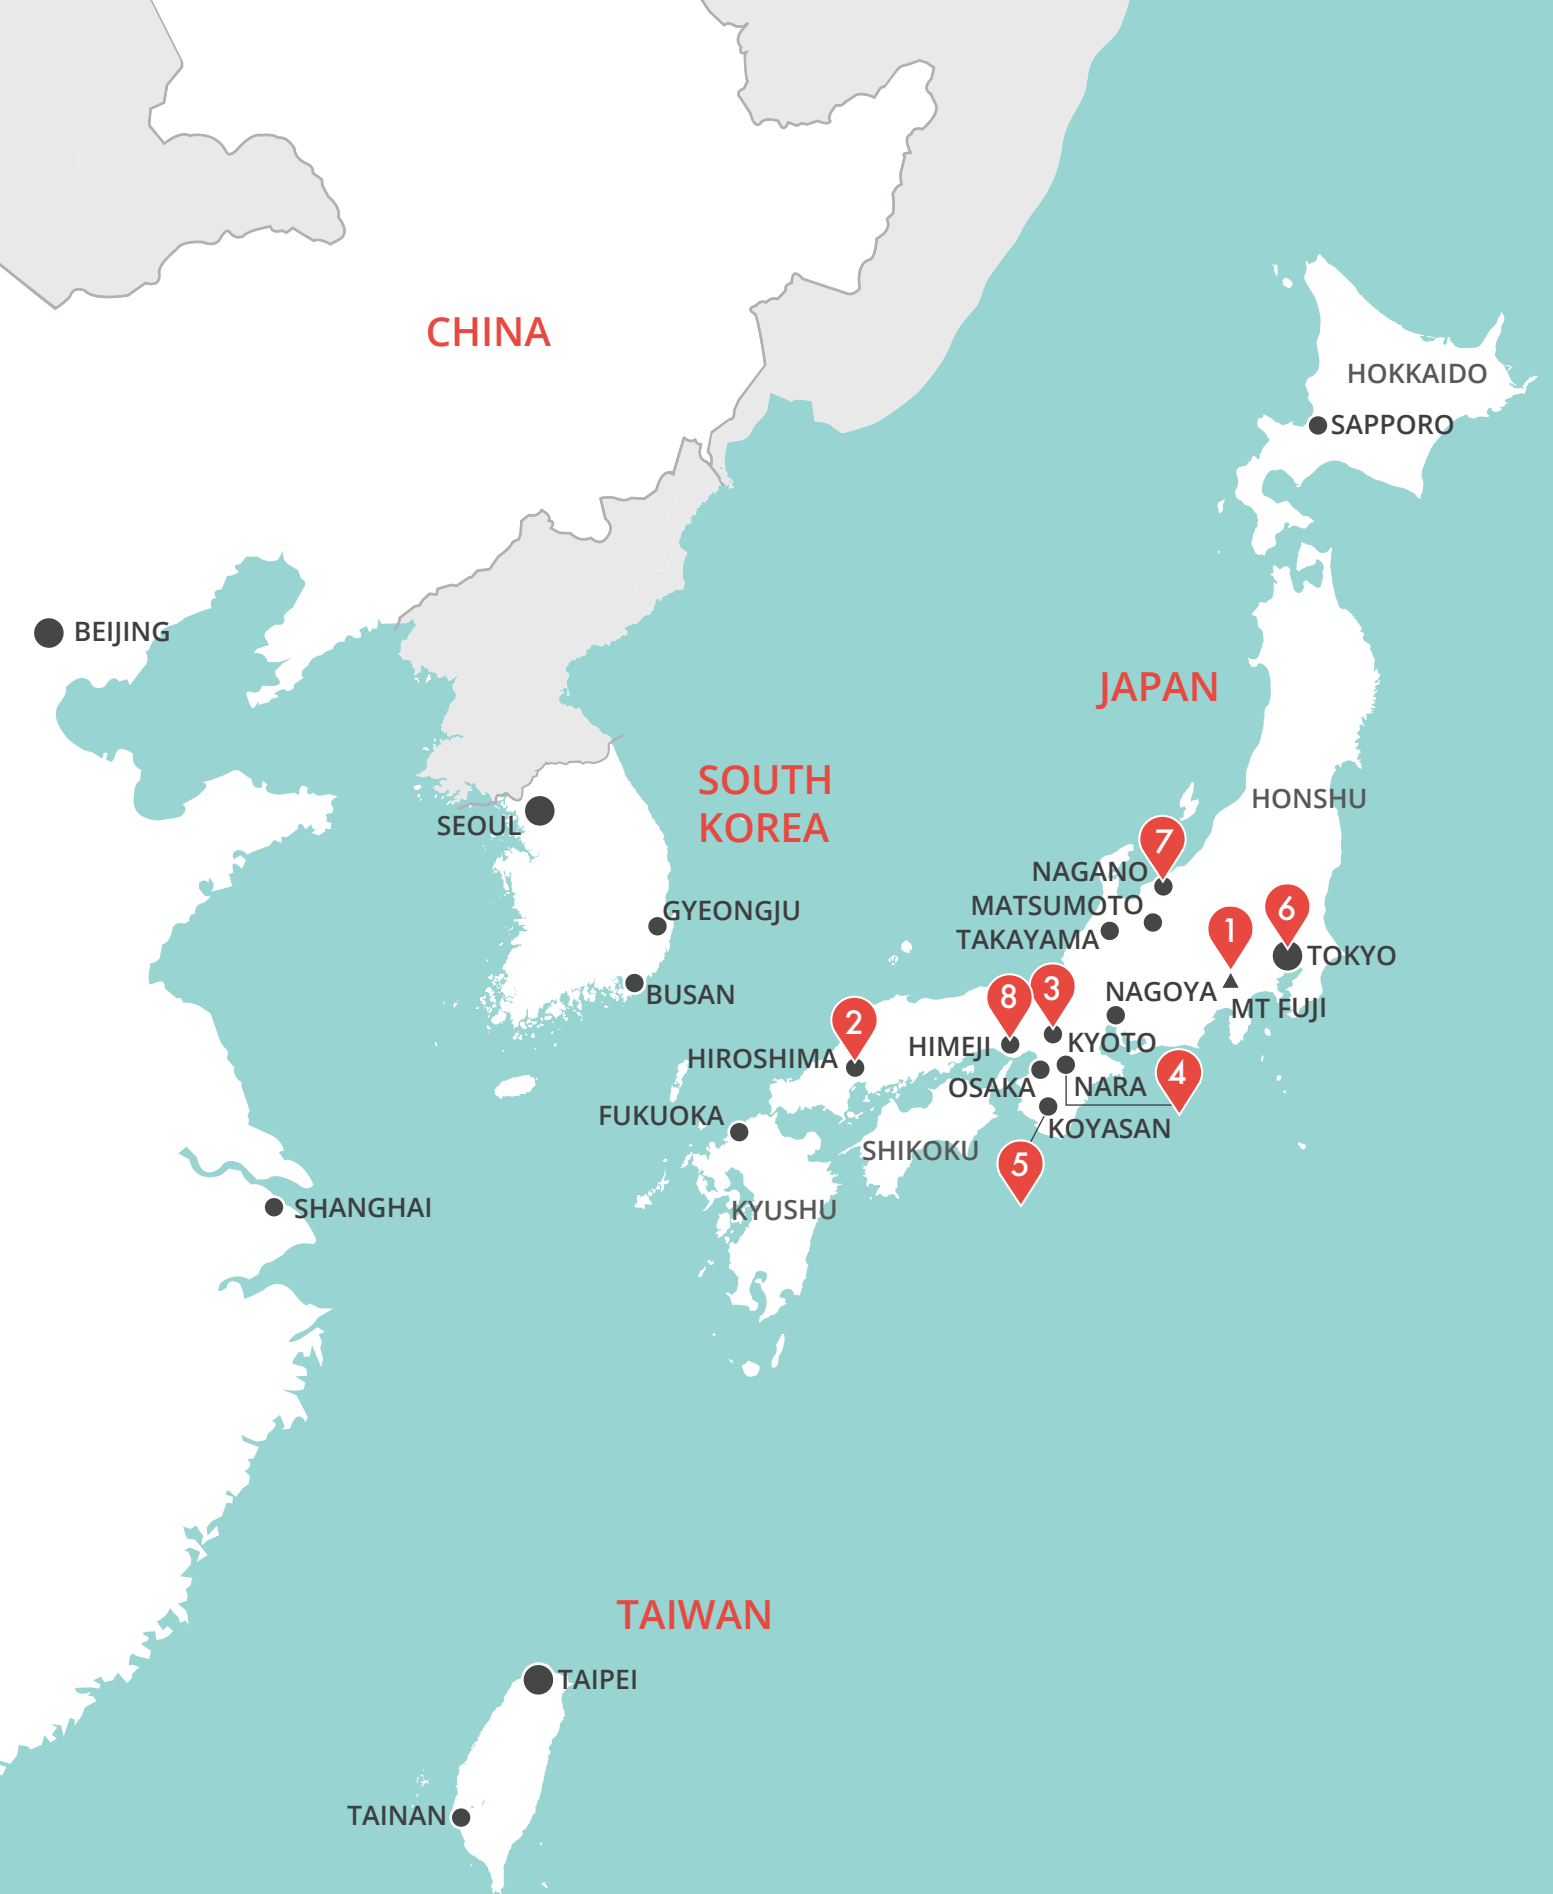 CHINA
HOKKAIDO
SAPPORO
BEIJING
JAPAN
SOUTH
KOREA
HONSHU
SEOUL
7
NAGANO
GYEONGJU
MATSUMOTO
6
1
TAKAYAMA
TOKYO
BUSAN
3
8
NAGOYA
MT FUJI
2
HIROSHIMA
HIMEJI
KYOTO
4
OSAKA
NARA
FUKUOKA
KOYASAN
SHIKOKU
5
SHANGHAI
KYUSHU
TAIWAN
TAIPEI
TAINAN